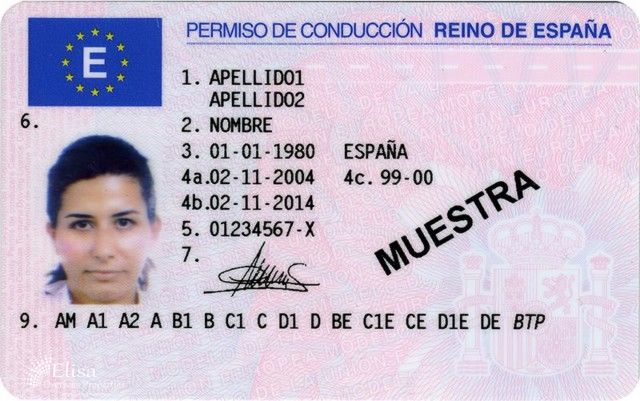 PERMISO DE CONDUCCIÓN REINO DE ESPAÑA
E
1. APELLIDO1
APELLIDO2
2. NOMBRE
3. 01-01-1980 ESPAÑA
4a.02-11-2004 4c. 99-00
4b.02-11-2014
5. 01234567-X
6.
7.
MUESTRA
9. AM A1 A2 A B1 B C1 C D1 D BE C1E CE D1E DE BTP
Elisa